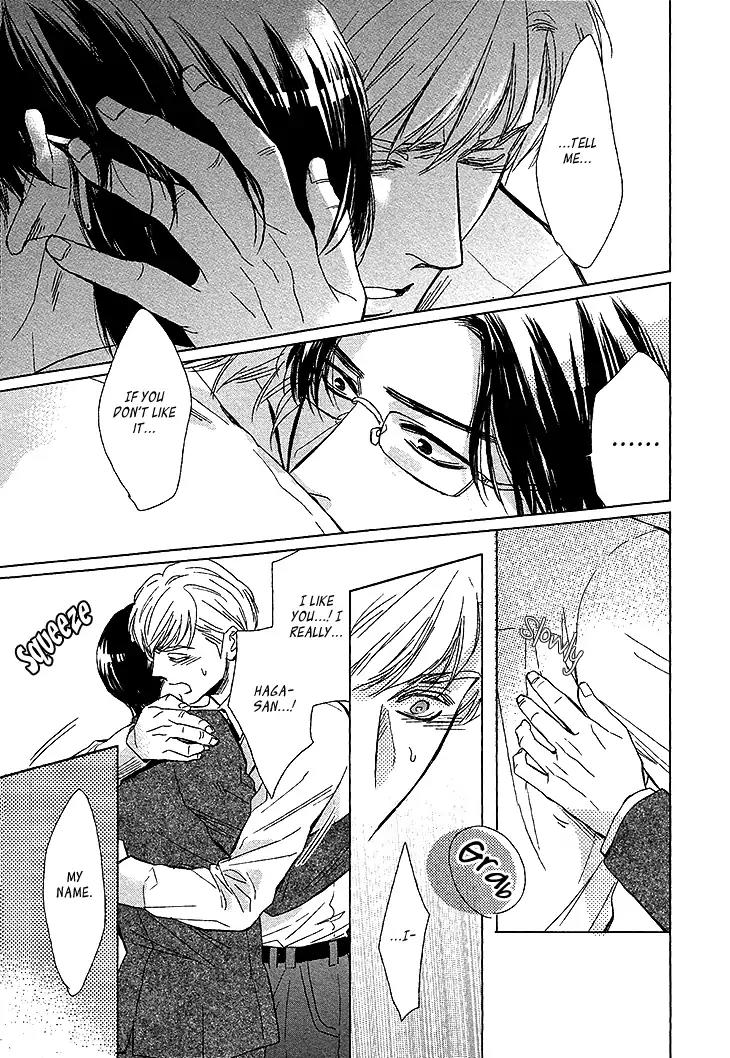 ...TELL
ME...
......
IF YOU
DON'T LIKE
IT...
Slowly
Grab
...I-
I LIKE
YOU...! I
REALLY...
HAGA-
SAN...!
Squeeze
MY
NAME.